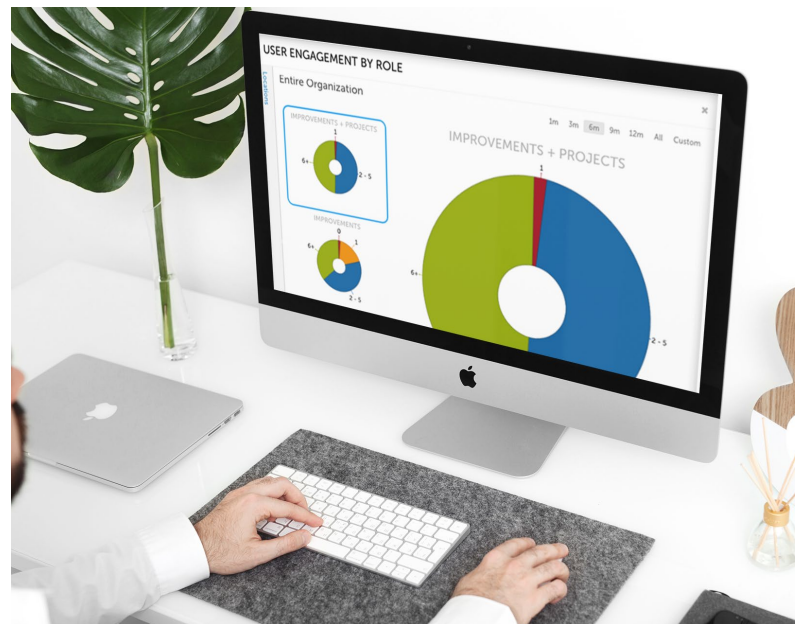 USER ENGAGEMENT BY ROLE
Locations
Entire Organization
1m 3m 6m 9m 12m All Custom
IMPROVEMENTS + PROJECTS
1
6+
2 - 5
IMPROVEMENTS
0
1
6+
2 - 5
IMPROVEMENTS + PROJECTS
1
6+
2 - 5